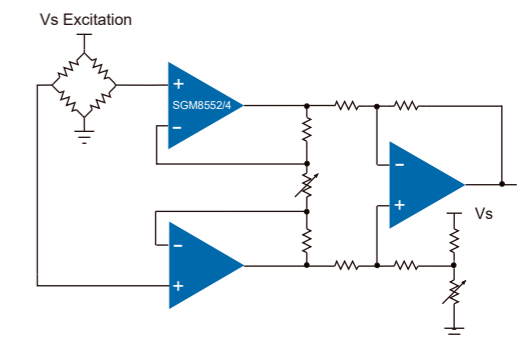 Vs Excitation
+
SGM8552/4
−
−
+
Vs
−
+